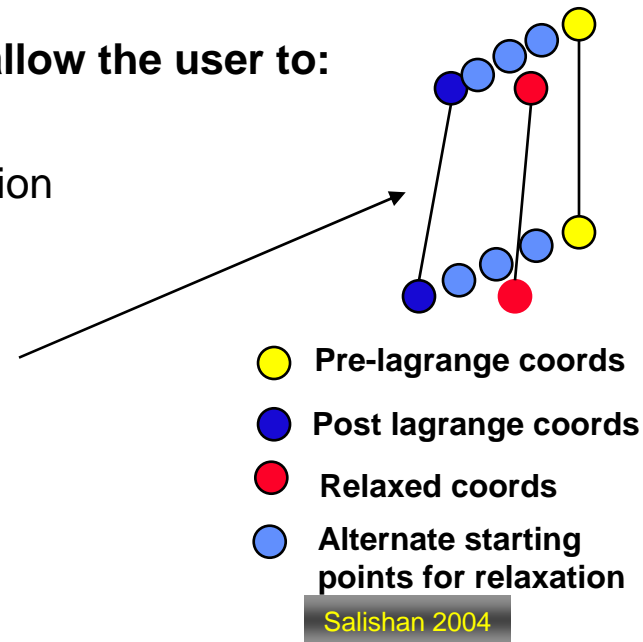 allow the user to:
Pre-lagrange coords
Post lagrange coords
Relaxed coords
Alternate starting
points for relaxation
Salishan 2004